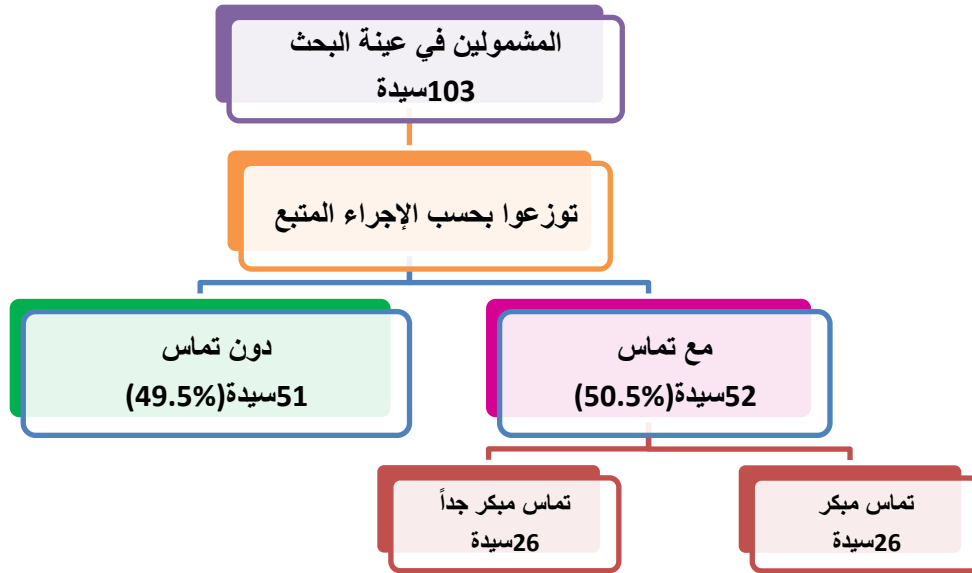 المشمولين في عينة البحث
103سيدة
توزعوا بحسب الإجراء المتبع
مع تماس
52سيدة(50.5%)
دون تماس
51سيدة(49.5%)
تماس مبكر
26سيدة
تماس مبكر جداً
26سيدة